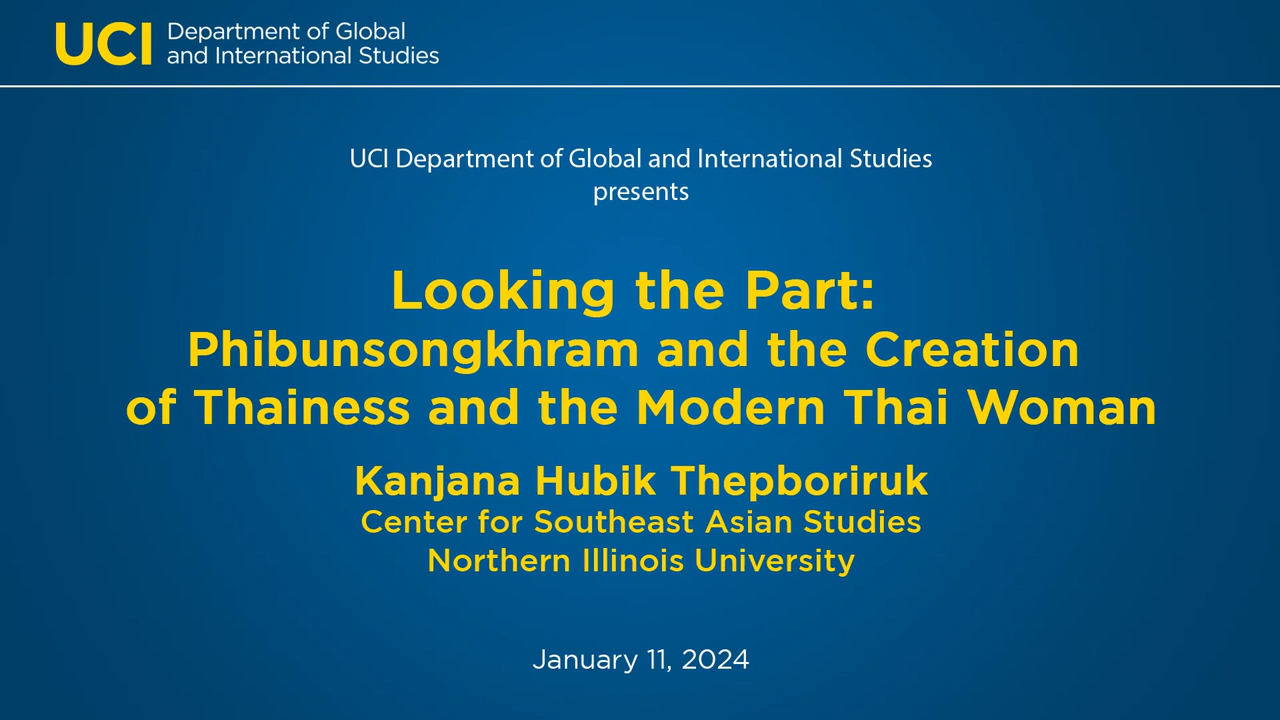 UCI Department of Global
and International Studies
UCI Department of Global and International Studies
presents
Looking the Part:
Phibunsongkhram and the Creation
of Thainess and the Modern Thai Woman
Kanjana Hubik Thepboriruk
Center for Southeast Asian Studies
Northern Illinois University
January 11, 2024